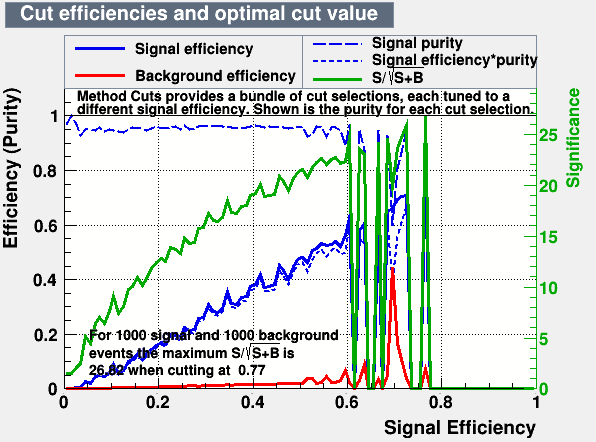 Cut efficiencies and optimal cut value
Signal efficiency
Background efficiency
Signal purity
Signal efficiency*purity
S/√S+B
Method Cuts provides a bundle of cut selections, each tuned to a
different signal efficiency. Shown is the purity for each cut selection.
Efficiency (Purity)
1
0.8
0.6
0.4
0.2
0
For 1000 signal and 1000 background
events the maximum S/√S+B is
when cutting at 0.77
0
0.2
0.4
0.6
0.8
1
Signal Efficiency
25
20
15
10
5
0
Significance